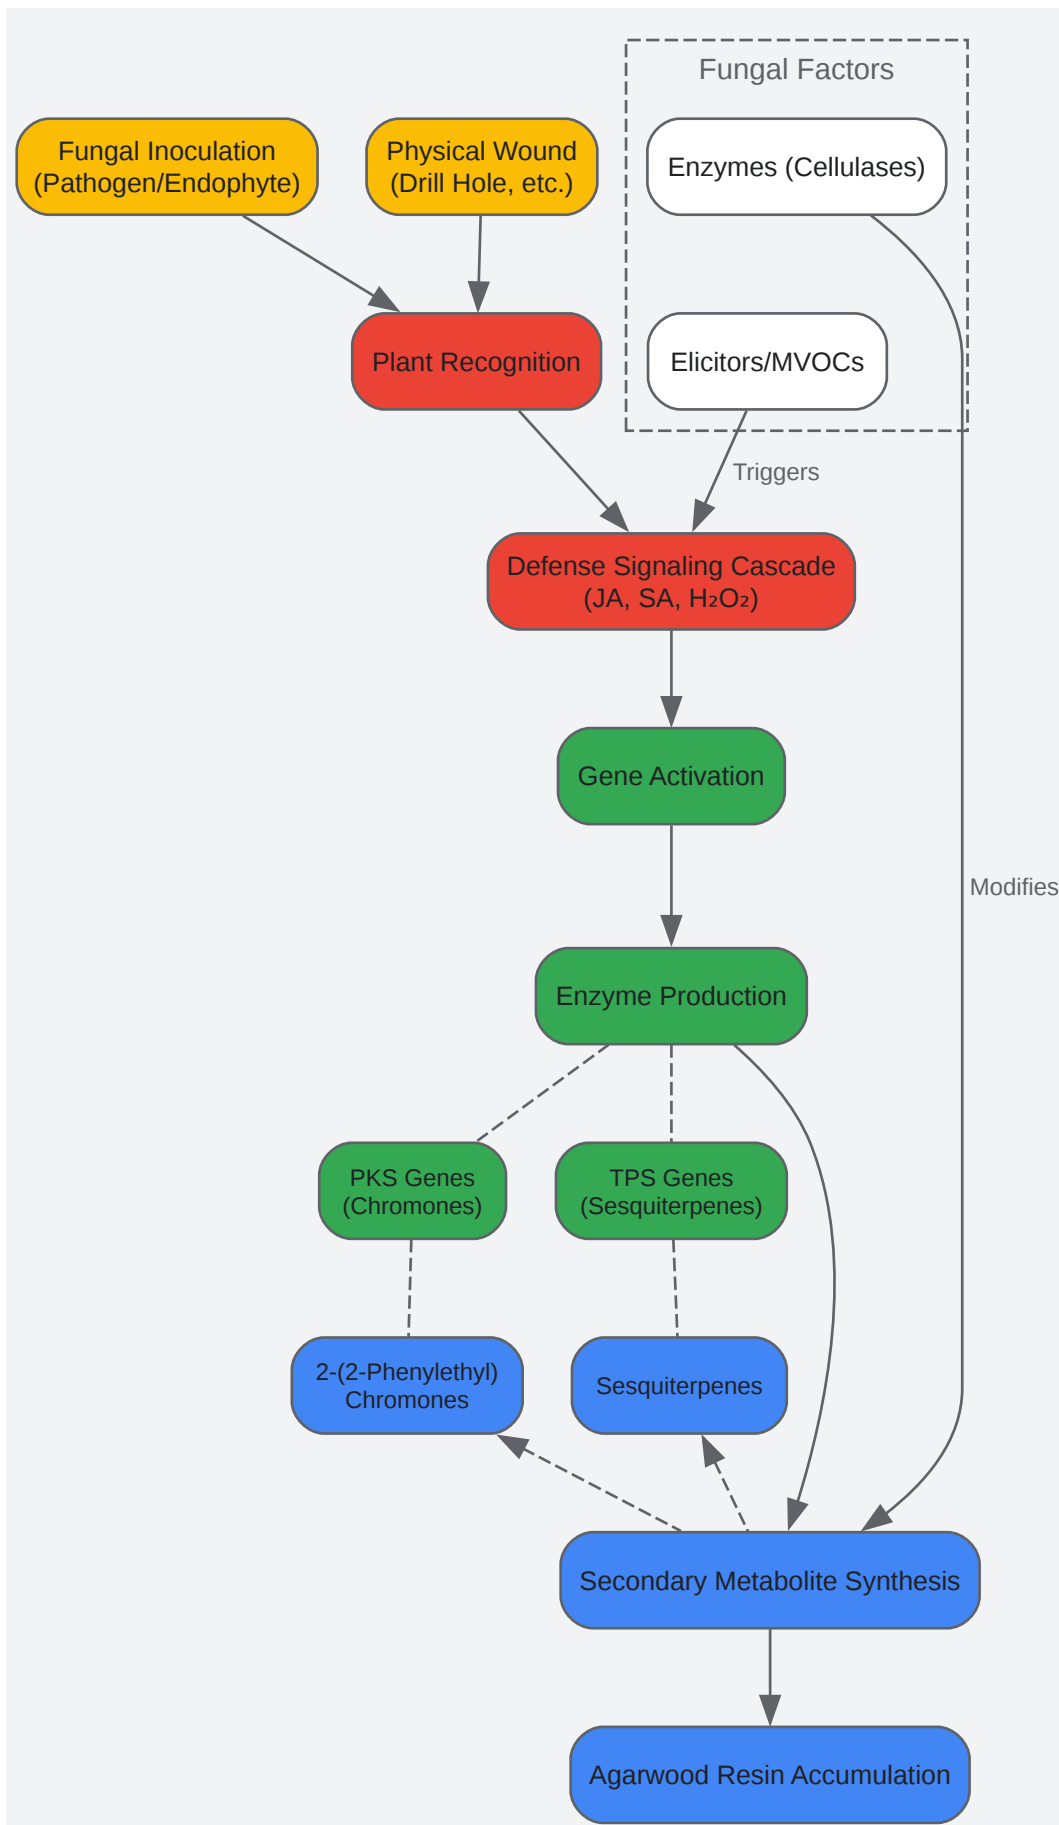 Fungal Factors
Fungal Inoculation
(Pathogen/Endophyte)
Physical Wound
(Drill Hole, etc.)
Enzymes (Cellulases)
Plant Recognition
Elicitors/MVOCs
Triggers
Defense Signaling Cascade
(JA, SA, H₂O₂)
Gene Activation
Modifies
Enzyme Production
PKS Genes
(Chromones)
TPS Genes
(Sesquiterpenes)
2-(2-Phenylethyl)
Chromones
Sesquiterpenes
Secondary Metabolite Synthesis
Agarwood Resin Accumulation